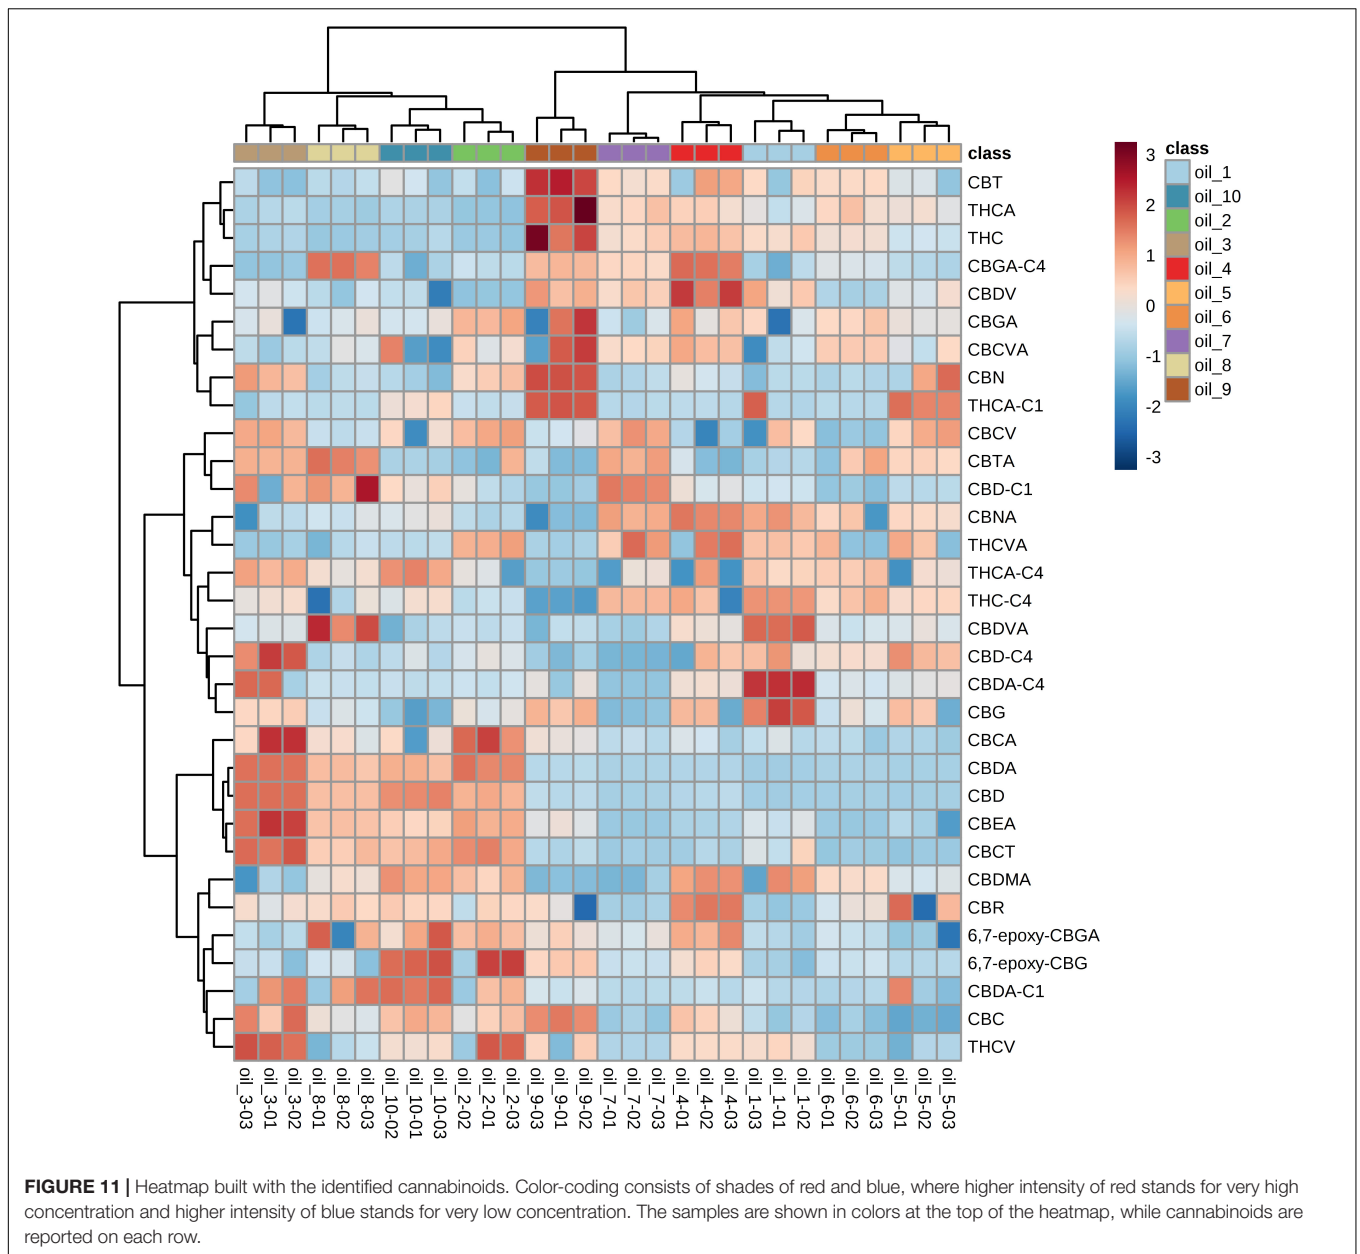 class
CBT
THCA
THC
CBGA-C4
CBDV
CBGA
CBCVA
CBN
THCA-C1
CBCV
CBTA
CBD-C1
CBNA
THCVA
THCA-C4
THC-C4
CBDVA
CBD-C4
CBDA-C4
CBG
CBCA
CBDA
CBD
CBEA
CBCT
CBDMA
CBR
6,7-epoxy-CBGA
6,7-epoxy-CBG
CBDA-C1
CBC
THCV
3
2
1
0
-1
-2
-3
class
oil_1
oil_10
oil_2
oil_3
oil_4
oil_5
oil_6
oil_7
oil_8
oil_9
oil_3-03
oil_3-01
oil_3-02
oil_8-01
oil_8-02
oil_8-03
oil_10-02
oil_10-01
oil_10-03
oil_2-02
oil_2-01
oil_2-03
oil_9-03
oil_9-01
oil_9-02
oil_7-01
oil_7-02
oil_7-03
oil_4-01
oil_4-02
oil_4-03
oil_1-03
oil_1-01
oil_1-02
oil_6-01
oil_6-02
oil_6-03
oil_5-01
oil_5-02
oil_5-03
FIGURE 11 | Heatmap built with the identified cannabinoids. Color-coding consists of shades of red and blue, where higher intensity of red stands for very high
concentration and higher intensity of blue stands for very low concentration. The samples are shown in colors at the top of the heatmap, while cannabinoids are
reported on each row.